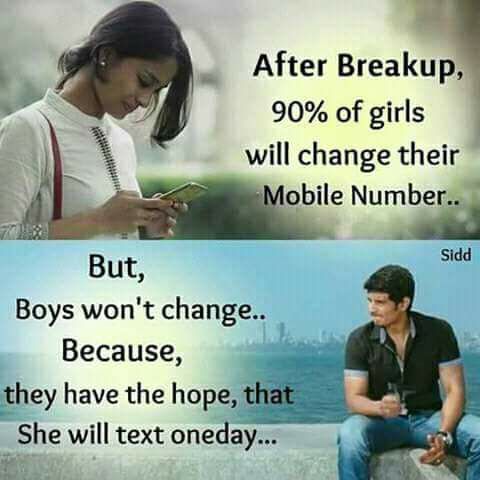 After Breakup,
90% of girls
will change their
Mobile Number..
Sidd
But,
Boys won't change..
Because,
they have the hope, that
She will text oneday...